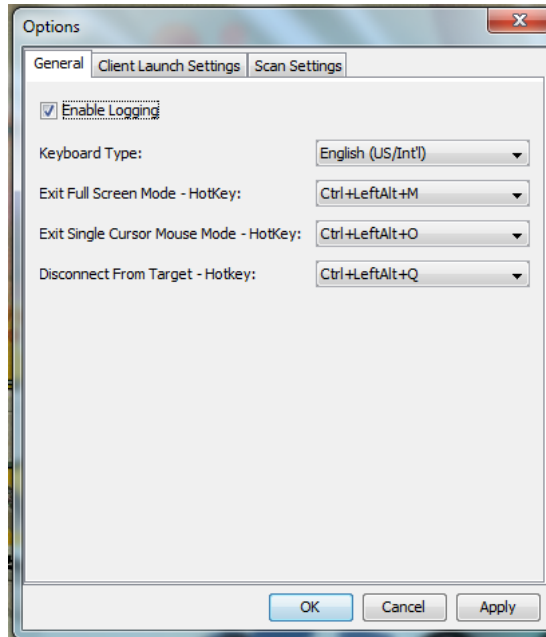 Options
General Client Launch Settings Scan Settings
Enable Logging
Keyboard Type: English (US/Int'l)
Exit Full Screen Mode - HotKey: Ctrl+LeftAlt+M
Exit Single Cursor Mouse Mode - HotKey: Ctrl+LeftAlt+O
Disconnect From Target - Hotkey: Ctrl+LeftAlt+Q
OK Cancel Apply